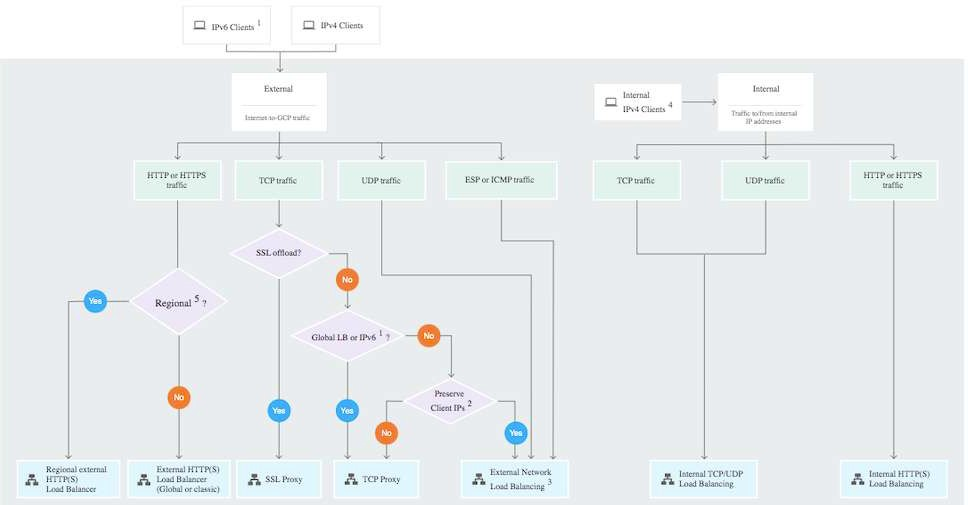 IPv6 Clients 1
IPv4 Clients
External
Internet-to-GCP traffic
Internal
IPv4 Clients 4
Internal
Traffic to/from internal
IP addresses
HTTP or HTTPS
traffic
TCP traffic
UDP traffic
ESP or ICMP traffic
TCP traffic
UDP traffic
HTTP or HTTPS
traffic
SSL offload?
No
Regional 5 ?
Yes
Global LB or IPv6 1 ?
No
No
Yes
Yes
Preserve
Client IPs 2
No
Yes
Regional external
HTTP(S)
Load Balancer
External HTTP(S)
Load Balancer
(Global or classic)
SSL Proxy
TCP Proxy
External Network
Load Balancing 3
Internal TCP/UDP
Load Balancing
Internal HTTP(S)
Load Balancing